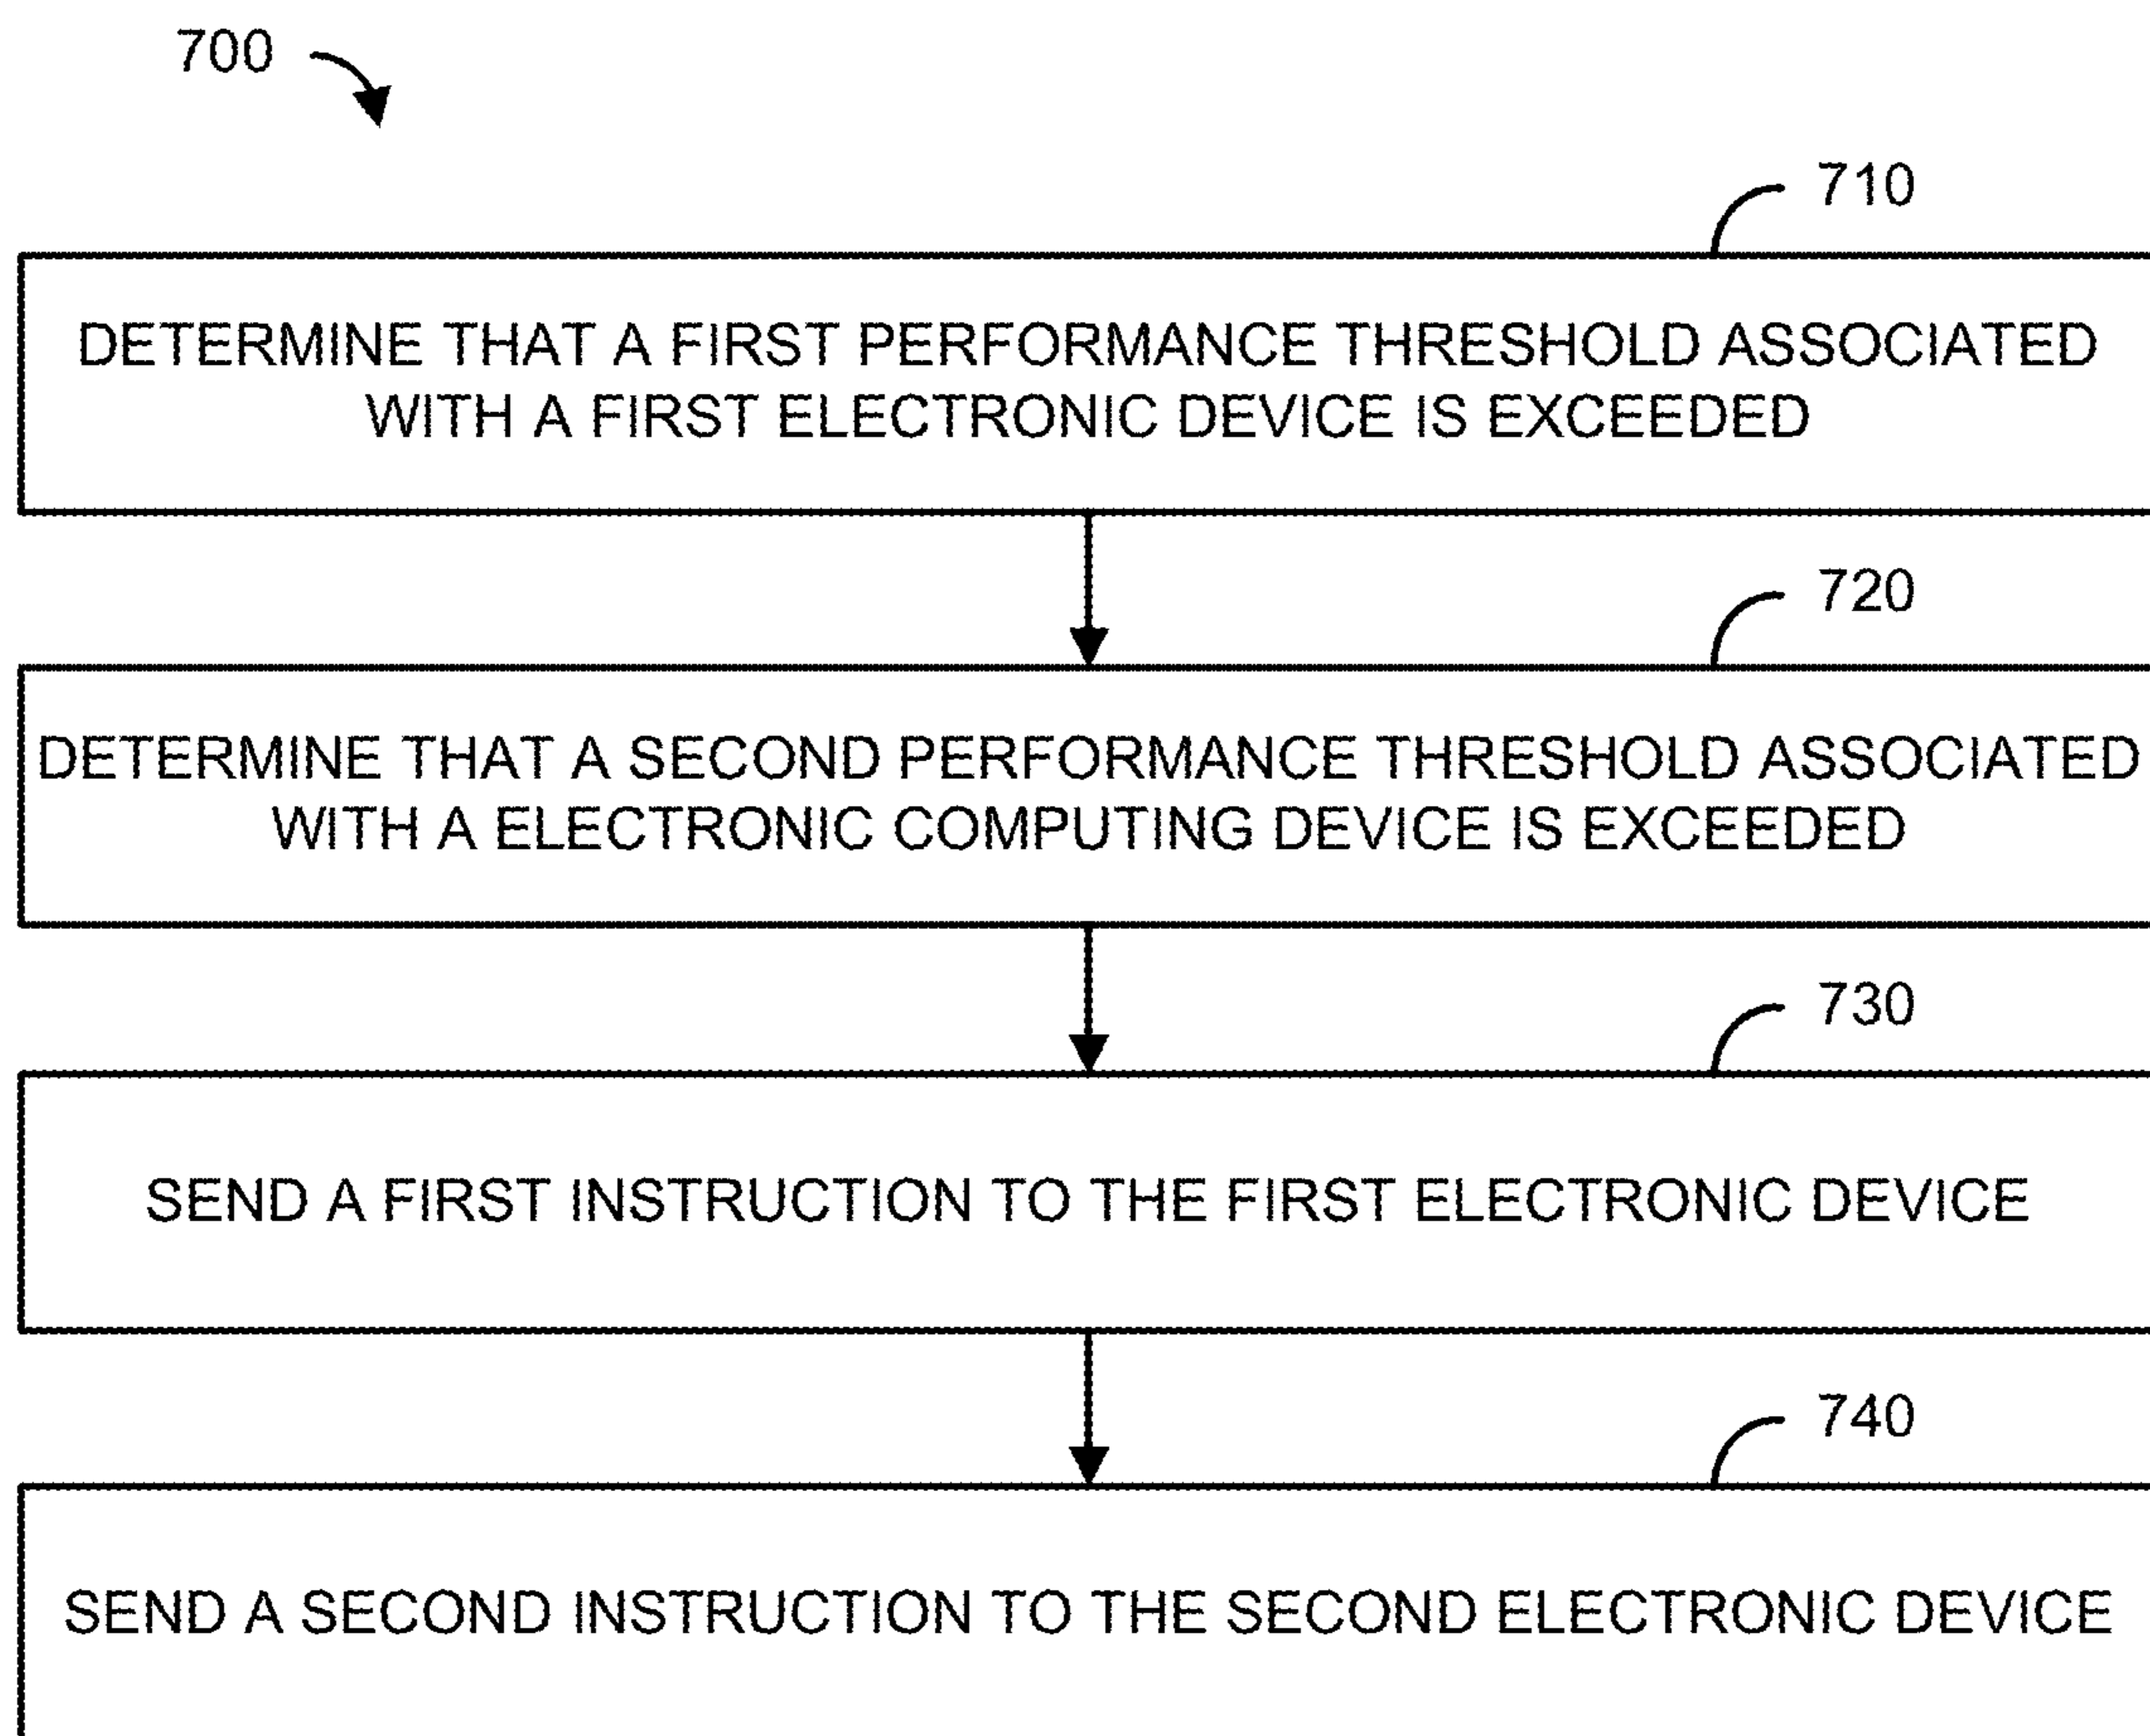 700
710
DETERMINE THAT A FIRST PERFORMANCE THRESHOLD ASSOCIATED
WITH A FIRST ELECTRONIC DEVICE IS EXCEEDED
720
DETERMINE THAT A SECOND PERFORMANCE THRESHOLD ASSOCIATED
WITH A ELECTRONIC COMPUTING DEVICE IS EXCEEDED
730
SEND A FIRST INSTRUCTION TO THE FIRST ELECTRONIC DEVICE
740
SEND A SECOND INSTRUCTION TO THE SECOND ELECTRONIC DEVICE